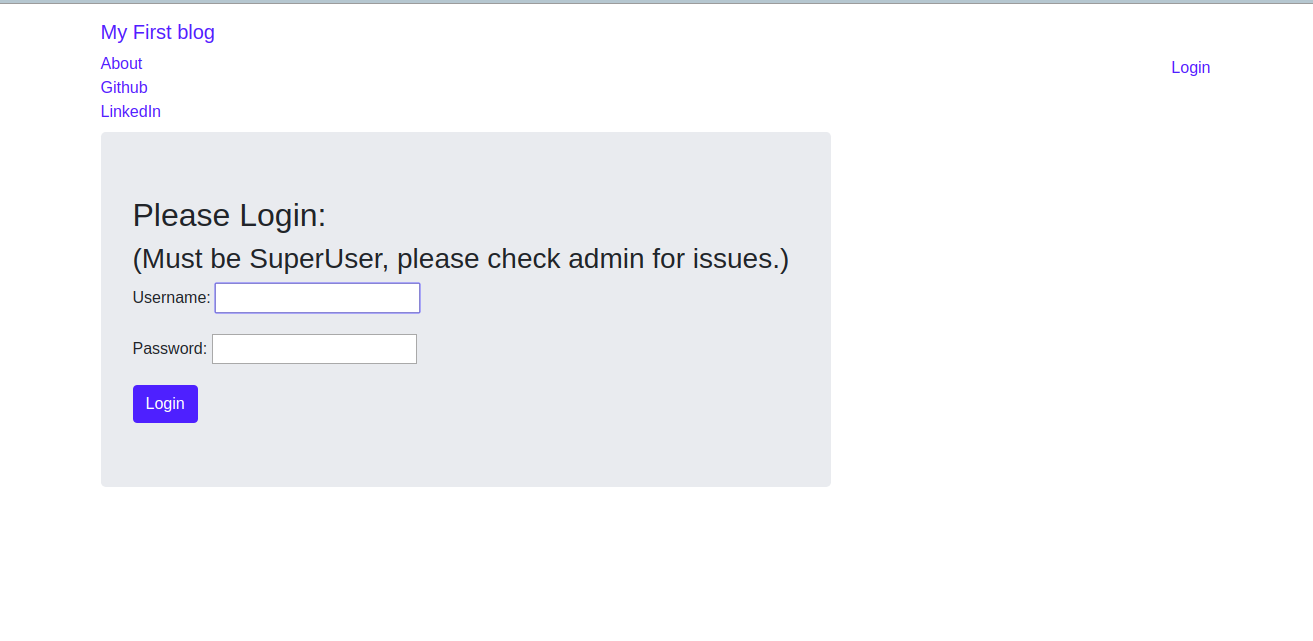 My First blog
About
Login
Github
LinkedIn
Please Login:
(Must be SuperUser, please check admin for issues.)
Username:
Password:
Login